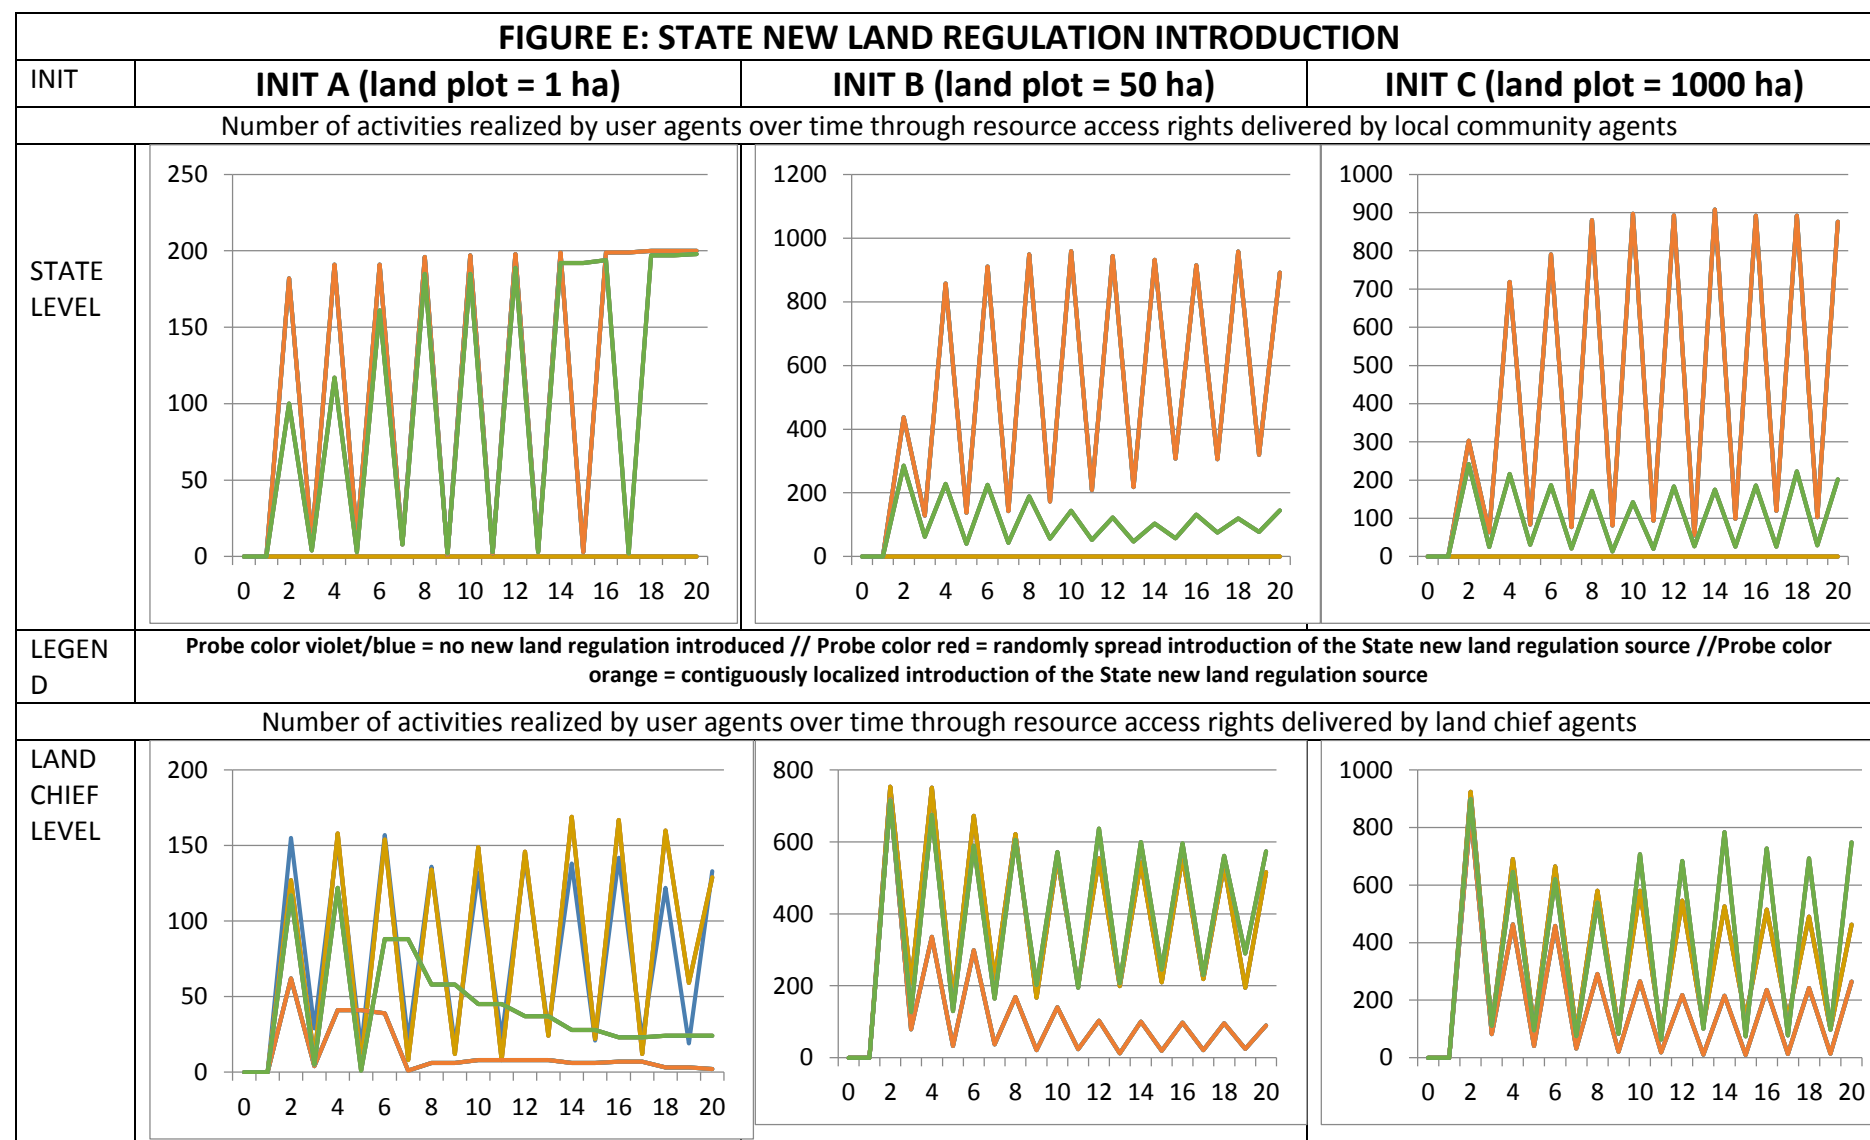 FIGURE E: STATE NEW LAND REGULATION INTRODUCTION
INIT
INIT A (land plot = 1 ha)
INIT B (land plot = 50 ha)
INIT C (land plot = 1000 ha)
Number of activities realized by user agents over time through resource access rights delivered by local community agents
STATE
LEVEL
250
200
150
100
50
0
0 2 4 6 8 10 12 14 16 18 20
1200
1000
800
600
400
200
0
0 2 4 6 8 10 12 14 16 18 20
1000
900
800
700
600
500
400
300
200
100
0
0 2 4 6 8 10 12 14 16 18 20
LEGEN
D
Probe color violet/blue = no new land regulation introduced // Probe color red = randomly spread introduction of the State new land regulation source //Probe color
orange = contiguously localized introduction of the State new land regulation source
Number of activities realized by user agents over time through resource access rights delivered by land chief agents
LAND
CHIEF
LEVEL
200
150
100
50
0
0 2 4 6 8 10 12 14 16 18 20
800
600
400
200
0
0 2 4 6 8 10 12 14 16 18 20
1000
800
600
400
200
0
0 2 4 6 8 10 12 14 16 18 20